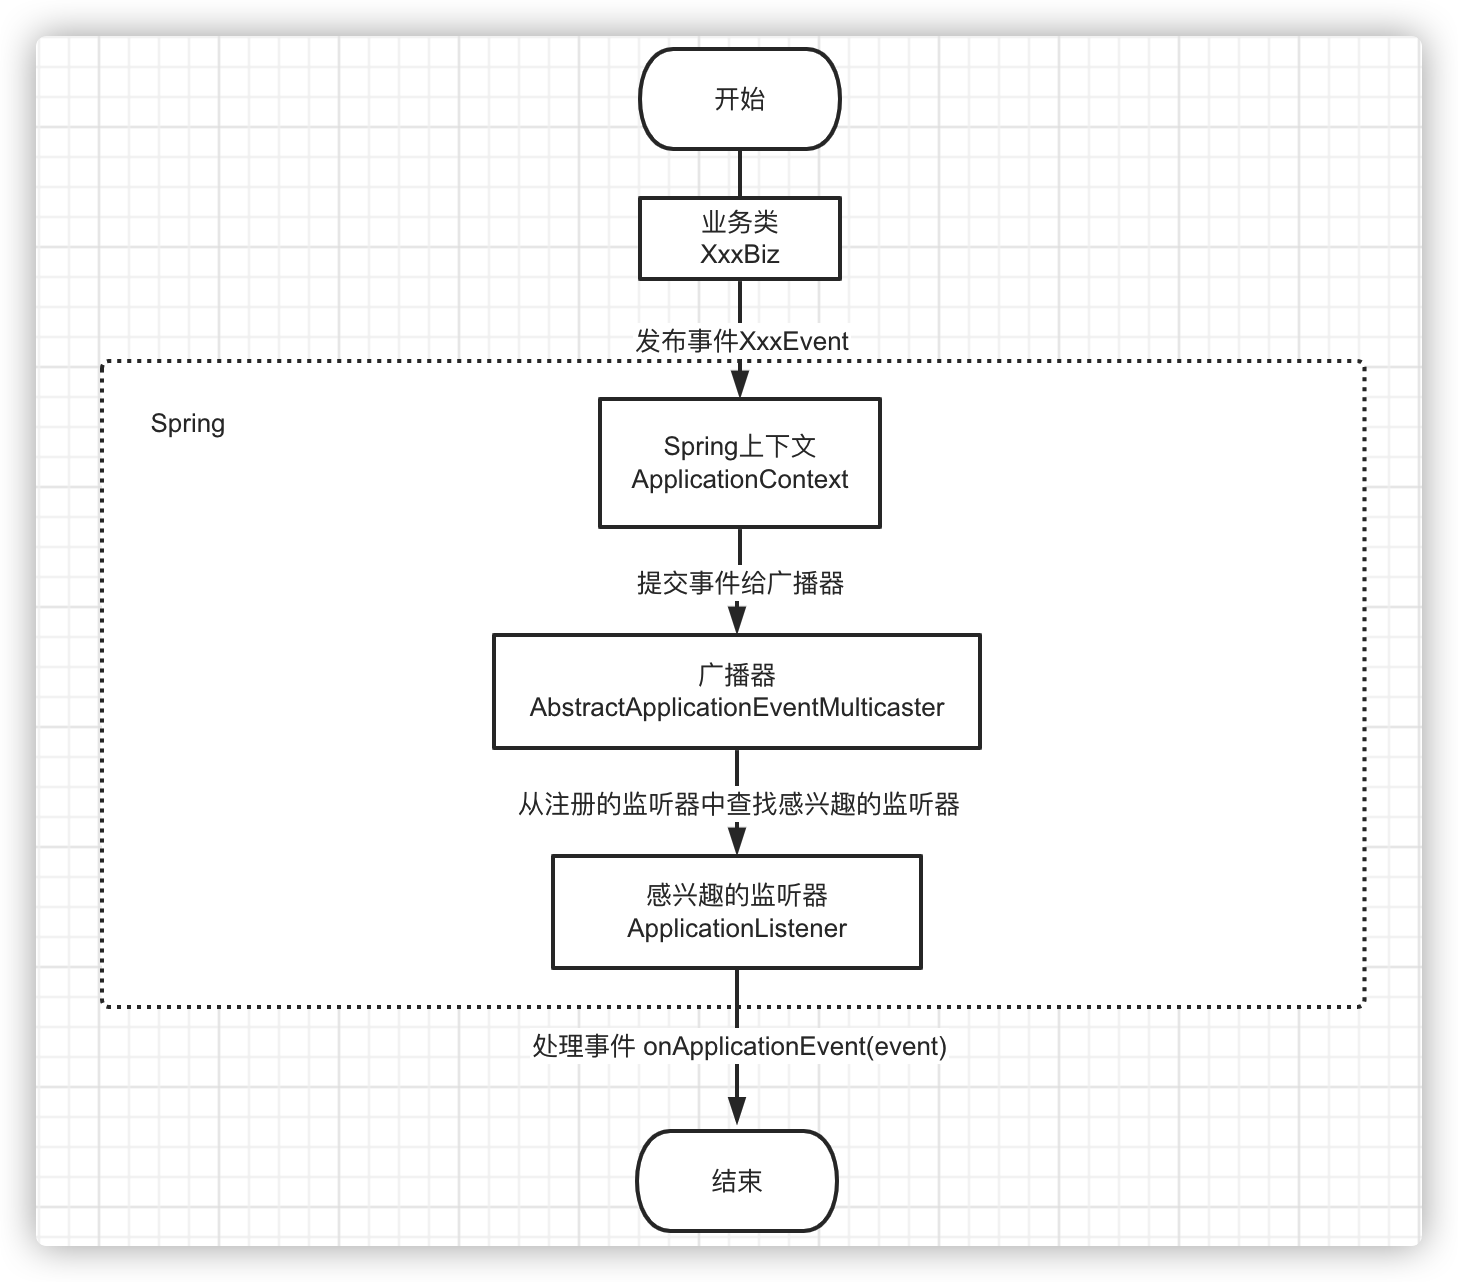 开始
业务类
XxxBiz
发布事件XxxEvent
Spring
Spring上下文
ApplicationContext
提交事件给广播器
广播器
AbstractApplicationEventMulticaster
从注册的监听器中查找感兴趣的监听器
感兴趣的监听器
ApplicationListener
处理事件 onApplicationEvent(event)
结束